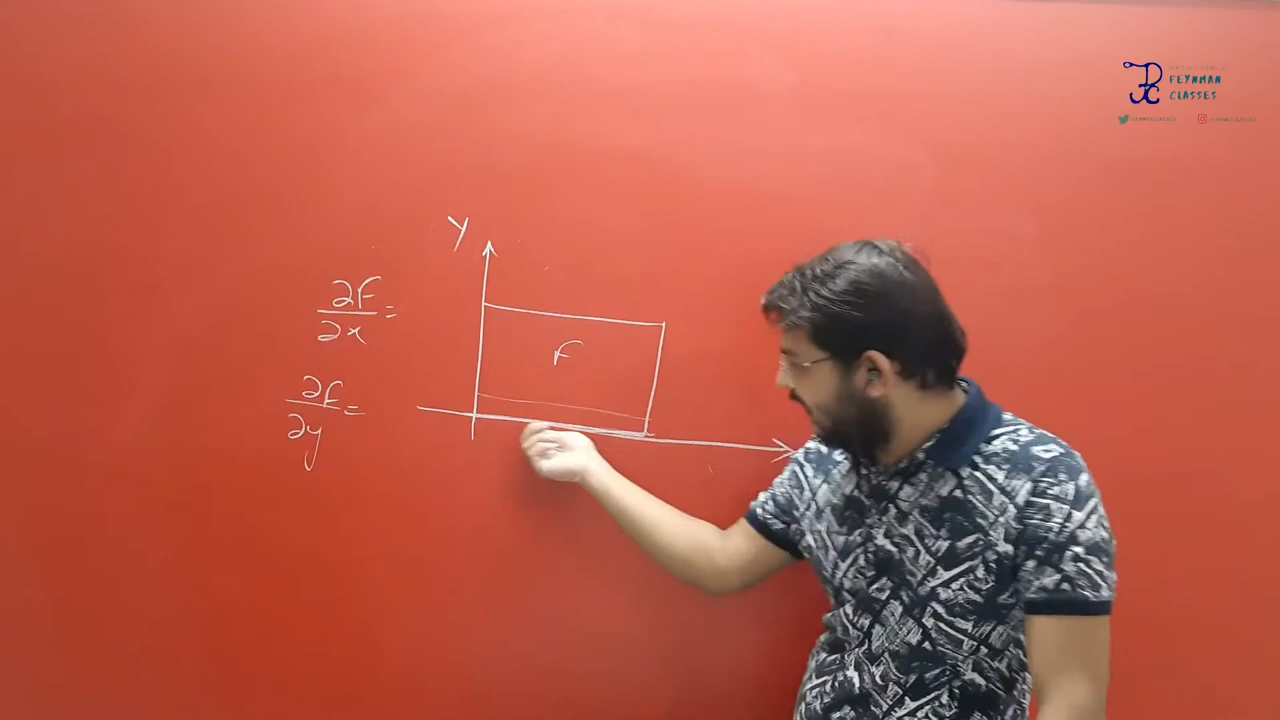 FEYNMAN
CLASSES
Y
∂F/∂x =
F
∂F/∂y =